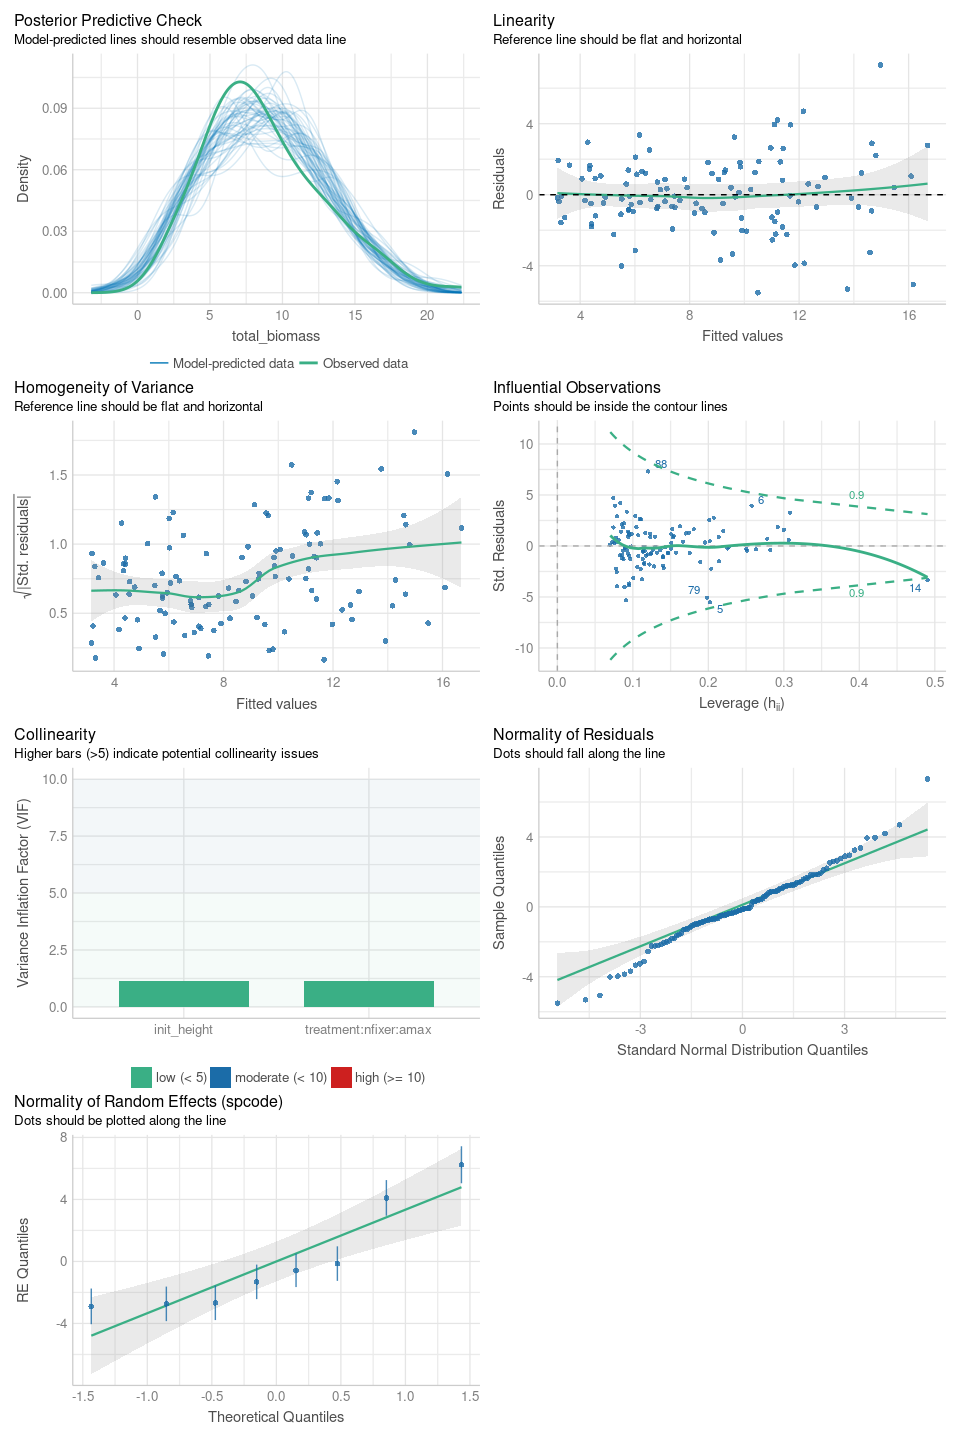 Posterior Predictive Check
Model-predicted lines should resemble observed data line
Density
0.09
0.06
0.03
0.00
0
5
10
15
20
total_biomass
Model-predicted data
Observed data
Linearity
Reference line should be flat and horizontal
Residuals
4
0
-4
4
8
12
16
Fitted values
Homogeneity of Variance
Reference line should be flat and horizontal
√|Std. residuals|
1.5
1.0
0.5
4
8
12
16
Fitted values
Influential Observations
Points should be inside the contour lines
Std. Residuals
10
5
0
-5
-10
88
6
0.9
79
5
0.9
14
0.0
0.1
0.2
0.3
0.4
0.5
Leverage (hii)
Collinearity
Higher bars (>5) indicate potential collinearity issues
Variance Inflation Factor (VIF)
10.0
7.5
5.0
2.5
0.0
init_height
treatment:nfixer:amax
low (< 5)
moderate (< 10)
high (>= 10)
Normality of Residuals
Dots should fall along the line
Sample Quantiles
4
0
-4
-3
0
3
Standard Normal Distribution Quantiles
Normality of Random Effects (spcode)
Dots should be plotted along the line
RE Quantiles
8
4
0
-4
-1.5
-1.0
-0.5
0.0
0.5
1.0
1.5
Theoretical Quantiles